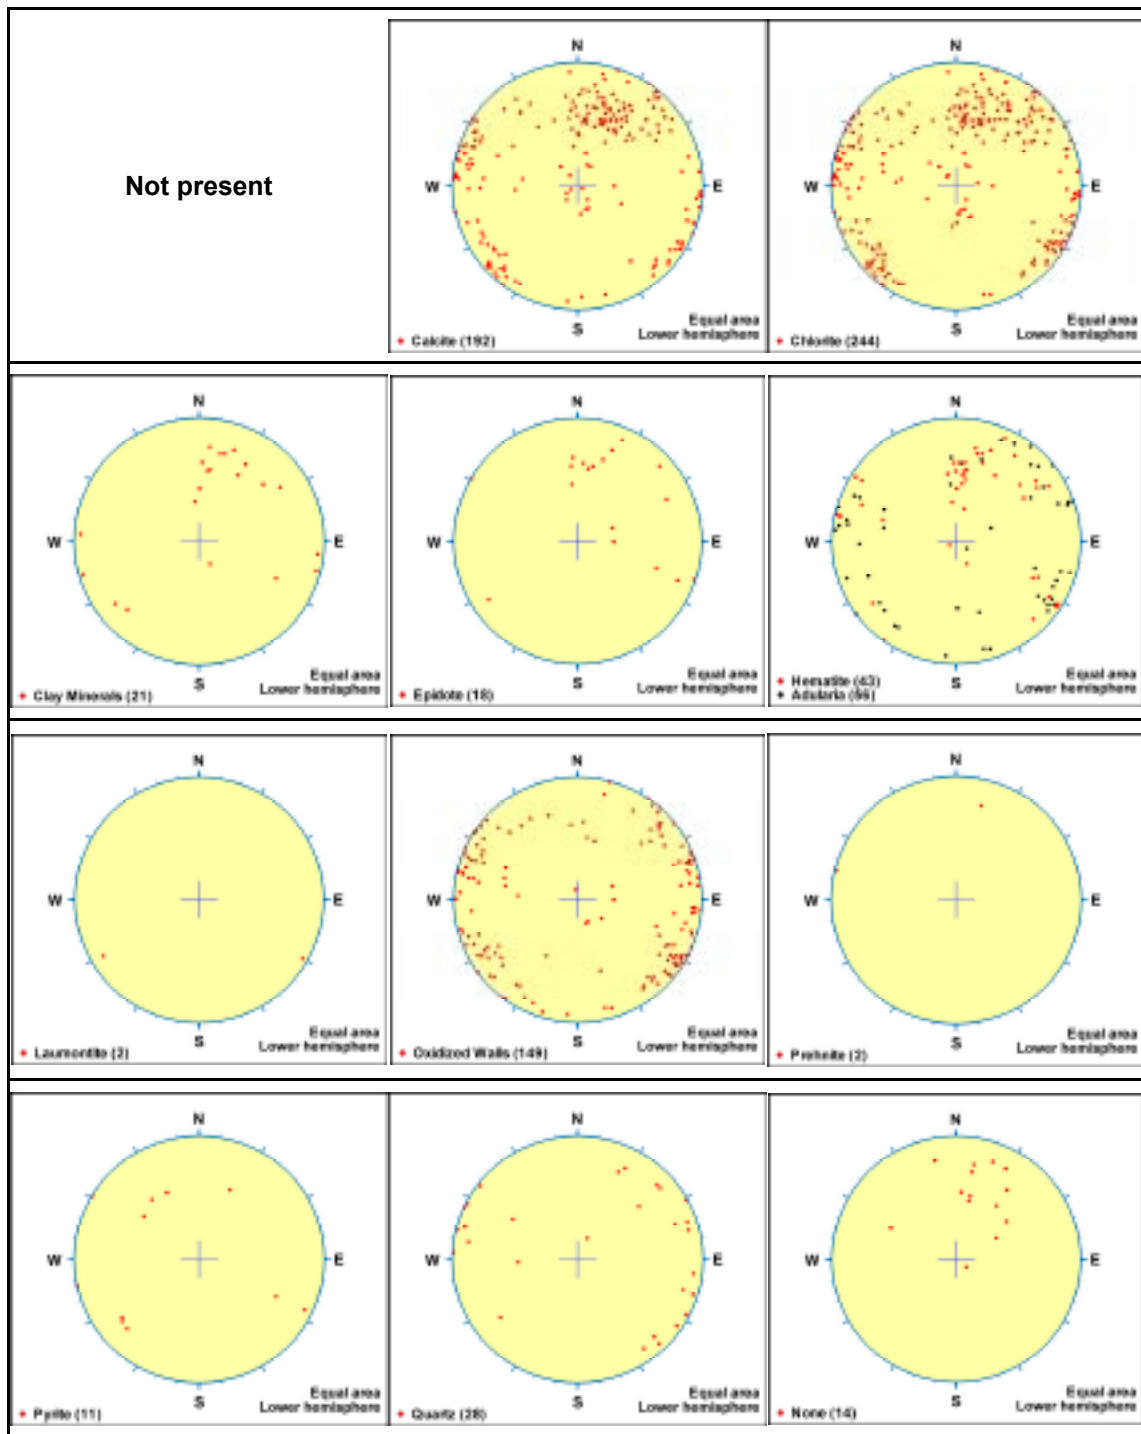 Not present
N
W
E
S
Equal area
Lower hemisphere
Calcite (192)
N
W
E
S
Equal area
Lower hemisphere
Chlorite (244)
N
W
E
S
Equal area
Lower hemisphere
Clay Minerals (21)
N
W
E
S
Equal area
Lower hemisphere
Epidote (18)
N
W
E
S
Hematite (43)
Adularia (56)
Equal area
Lower hemisphere
N
W
E
S
Equal area
Lower hemisphere
Laumontite (2)
N
W
E
S
Equal area
Lower hemisphere
Oxidized Walls (149)
N
W
E
S
Equal area
Lower hemisphere
Prehnite (2)
N
W
E
S
Equal area
Lower hemisphere
Pyrite (11)
N
W
E
S
Equal area
Lower hemisphere
Quartz (28)
N
W
E
S
Equal area
Lower hemisphere
None (14)